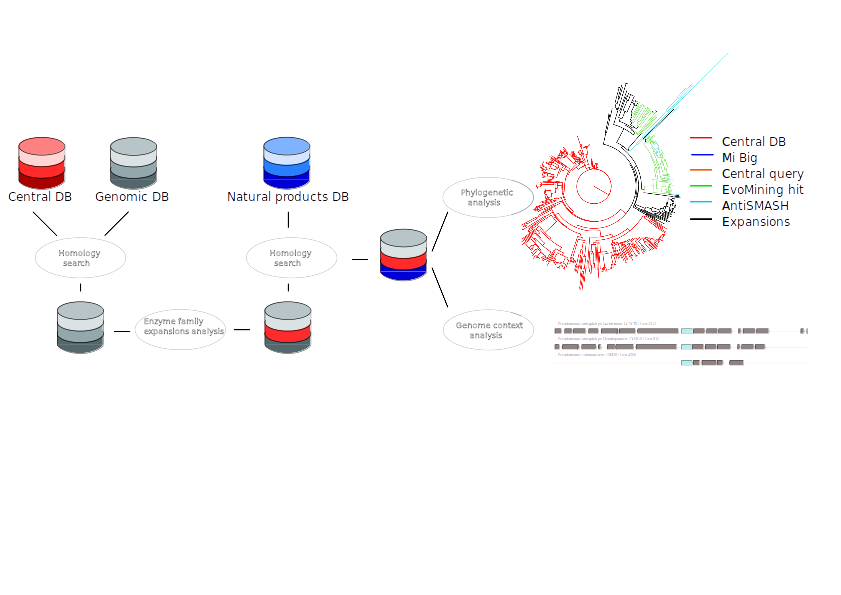 Central DB
Genomic DB
Natural products DB
Homology
search
Homology
search
Enzyme family
expansions analysis
Phylogenetic
analysis
Genome context
analysis
Central DB
Mi Big
Central query
EvoMining hit
AntiSMASH
Expansions